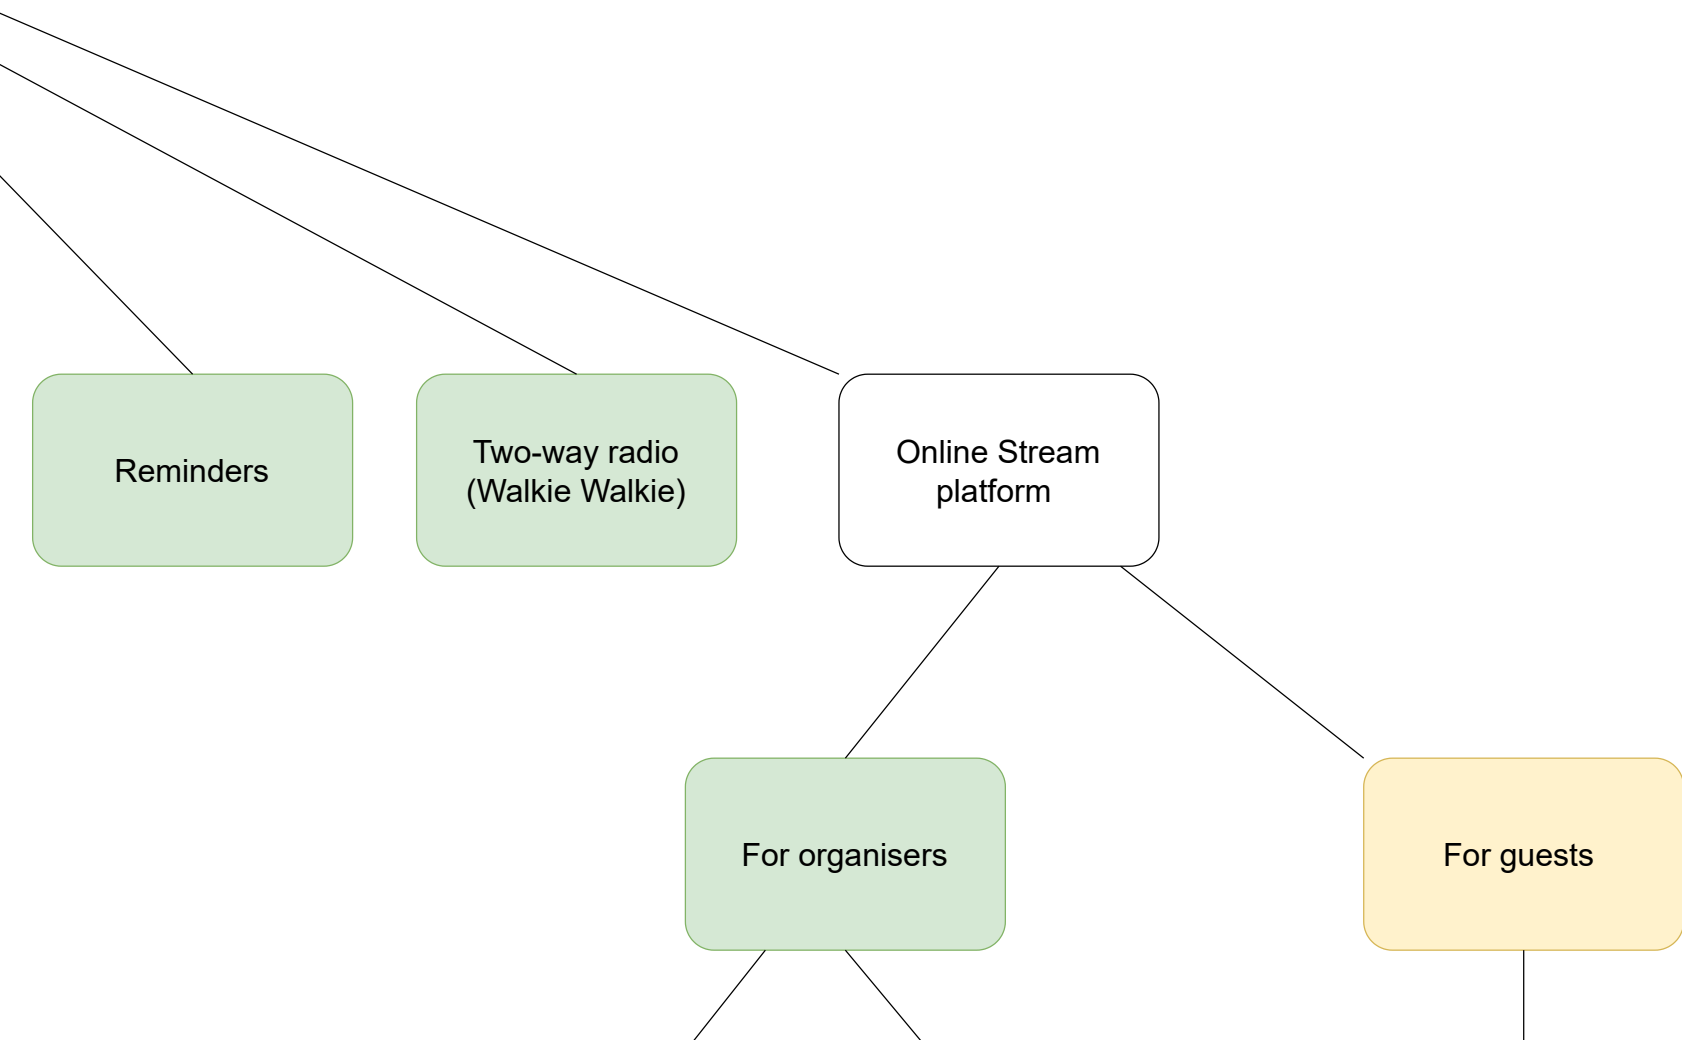 Reminders
Two-way radio
(Walkie Walkie)
Online Stream
platform
For organisers
For guests